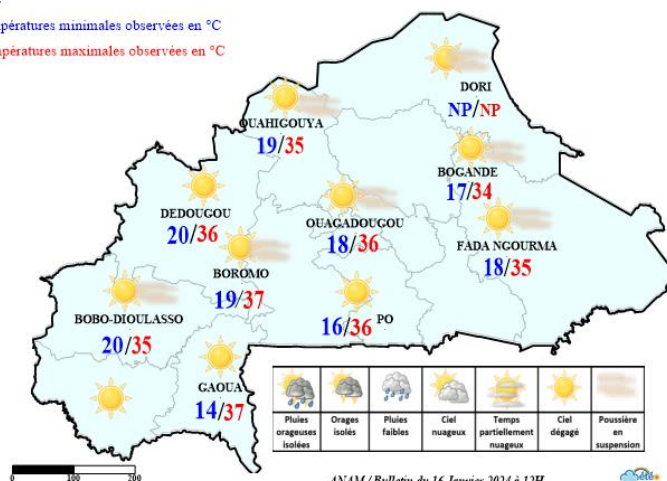 pératures minimales observées en °C
pératures maximales observées en °C
DORI
NP/NP
OUAHIGOUYA
19/35
BOGANDE
17/34
DEDOUGOU
20/36
OUAGADOUGOU
18/36
FADA NGOURMA
18/35
BOROMO
19/37
BOBO-DIOULASSO
20/35
PO
16/36
GAOUA
14/37
Pluies orageuses isolées
Orages isolés
Pluies faibles
Ciel nuageux
Temps partiellement nuageux
Ciel dégagé
Poussière en suspension
0 100 200
ANAM / Bulletin du 16 Janvier 2024 à 12H
été